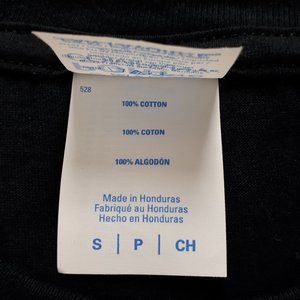 528
100% COTTON
100% COTON
100% ALGODÓN
Made in Honduras
Fabriqué au Honduras
Hecho en Honduras
S | P | CH